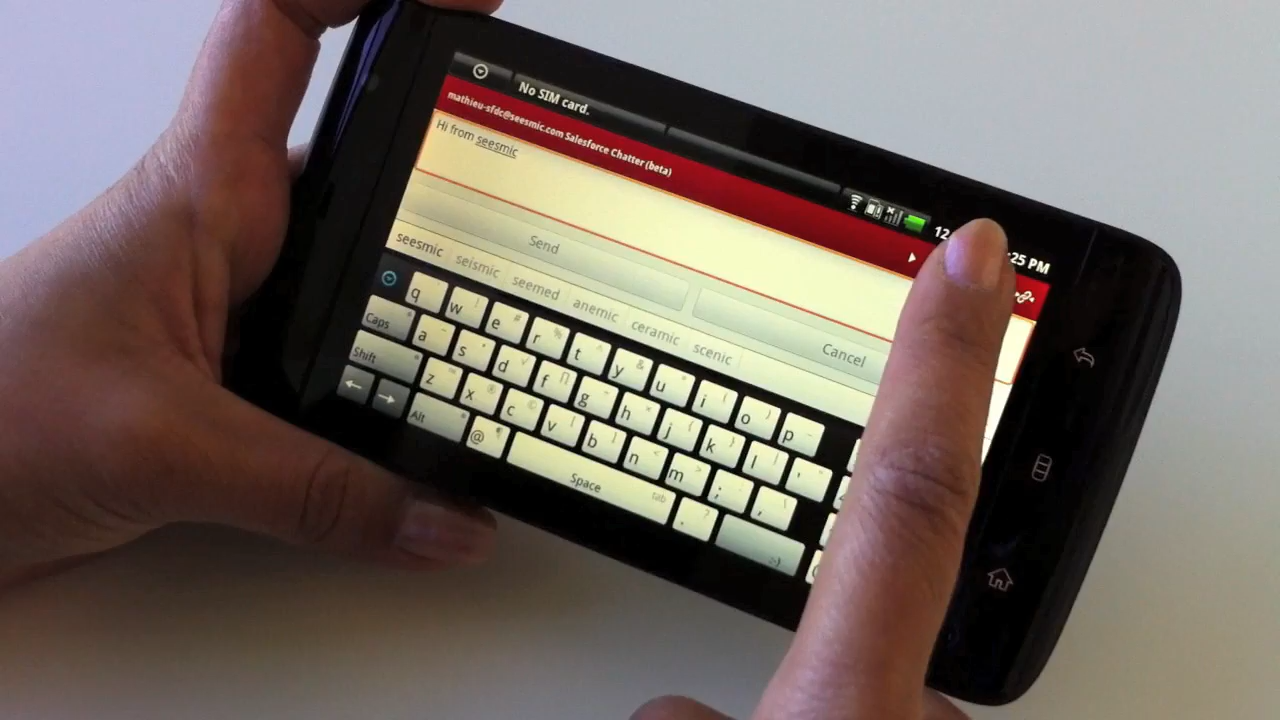 No SIM card.
12
:25 PM
mathieu-sfdc@seesmic.com Salesforce Chatter (beta)
Hi from seesmic
Send
Cancel
seesmic seismic seemed anemic ceramic scenic
q w e r t y u i o p
Caps a s d f g h j k l '
Shift z x c v b n m ; ,
Alt @ Space tab . :-)